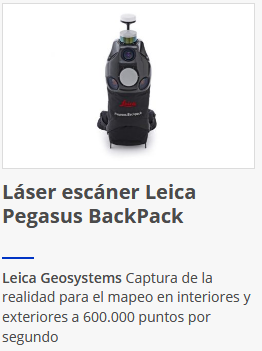 Láser escáner Leica
Pegasus BackPack
Leica Geosystems Captura de la
realidad para el mapeo en interiores y
exteriores a 600.000 puntos por
segundo